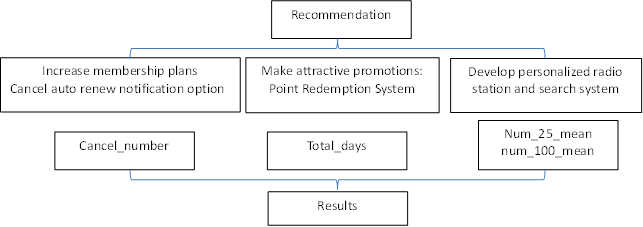 Recommendation
Increase membership plans
Cancel auto renew notification option
Make attractive promotions:
Point Redemption System
Develop personalized radio
station and search system
Cancel_number
Total_days
Num_25_mean
num_100_mean
Results